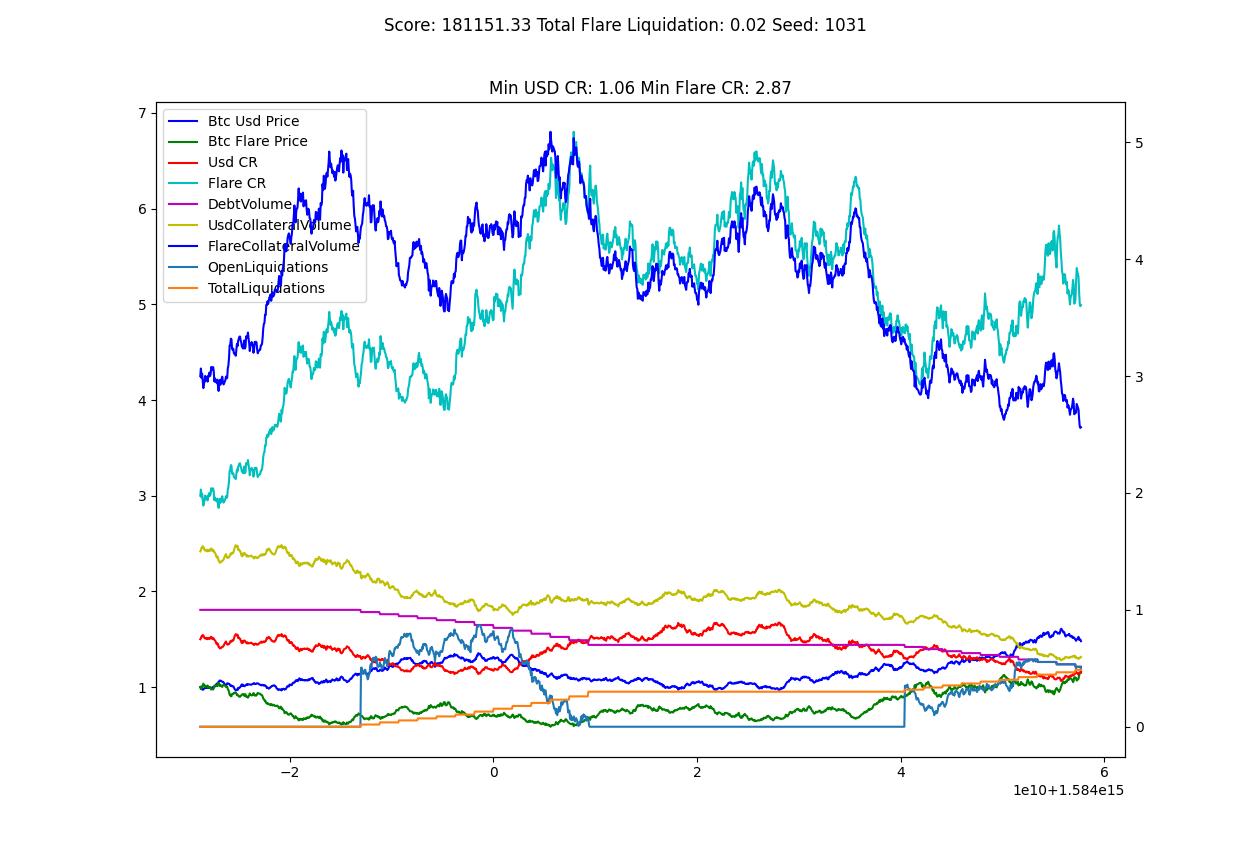 Score: 181151.33 Total Flare Liquidation: 0.02 Seed: 1031
Min USD CR: 1.06 Min Flare CR: 2.87
Btc Usd Price
Btc Flare Price
Usd CR
Flare CR
DebtVolume
UsdCollateralVolume
FlareCollateralVolume
OpenLiquidations
TotalLiquidations
7
6
5
4
3
2
1
5
4
3
2
1
0
−2
0
2
4
6
1e10+1.584e15